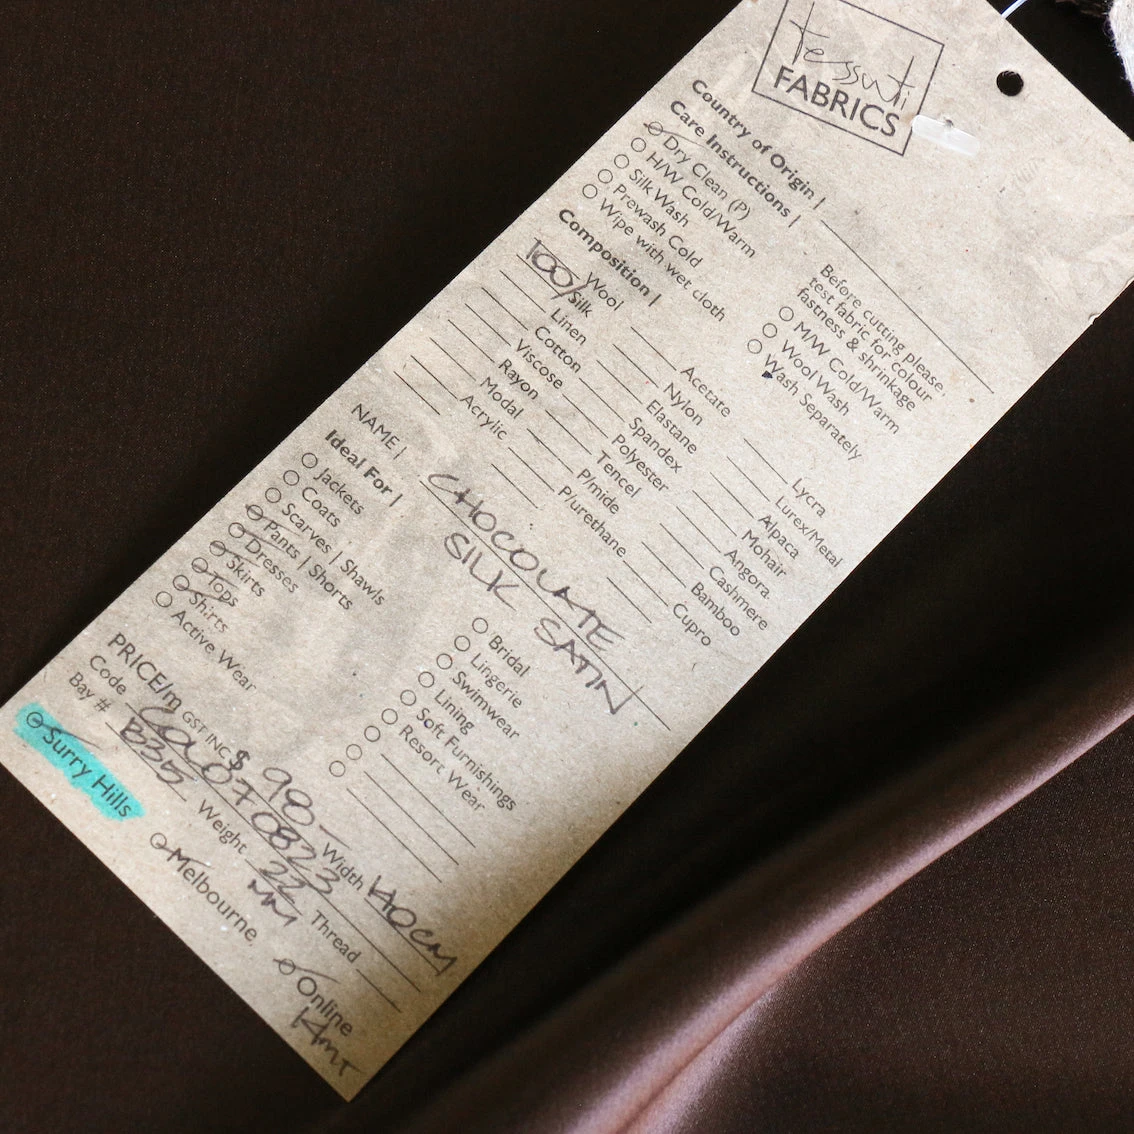 tessuti
FABRICS
Country of Origin |
Care Instructions |
Dry Clean (P)
H/W Cold/Warm
Silk Wash
Prewash Cold
Wipe with wet cloth
Before cutting please,
test fabric for colour
fastness & shrinkage
M/W Cold/Warm
Wool Wash
Wash Separately
Composition |
Wool
100/ Silk
Linen
Cotton
Viscose
Rayon
Modal
Acrylic
Acetate
Nylon
Elastane
Spandex
Polyester
Tencel
P/mide
P/urethane
Lycra
Lurex/Metal
Alpaca
Mohair
Angora
Cashmere
Bamboo
Cupro
NAME | CHOCOLATE
SILK SATIN
Ideal For |
Jackets
Coats
Scarves | Shawls
Pants | Shorts
Dresses
Skirts
Tops
Shirts
Active Wear
Bridal
Lingerie
Swimwear
Lining
Soft Furnishings
Resort Wear
PRICE/m GST INC $ 90- Width 140CM
Code 070823
Bay # B35 Weight 22 MM Thread
Surry Hills
Melbourne
Online